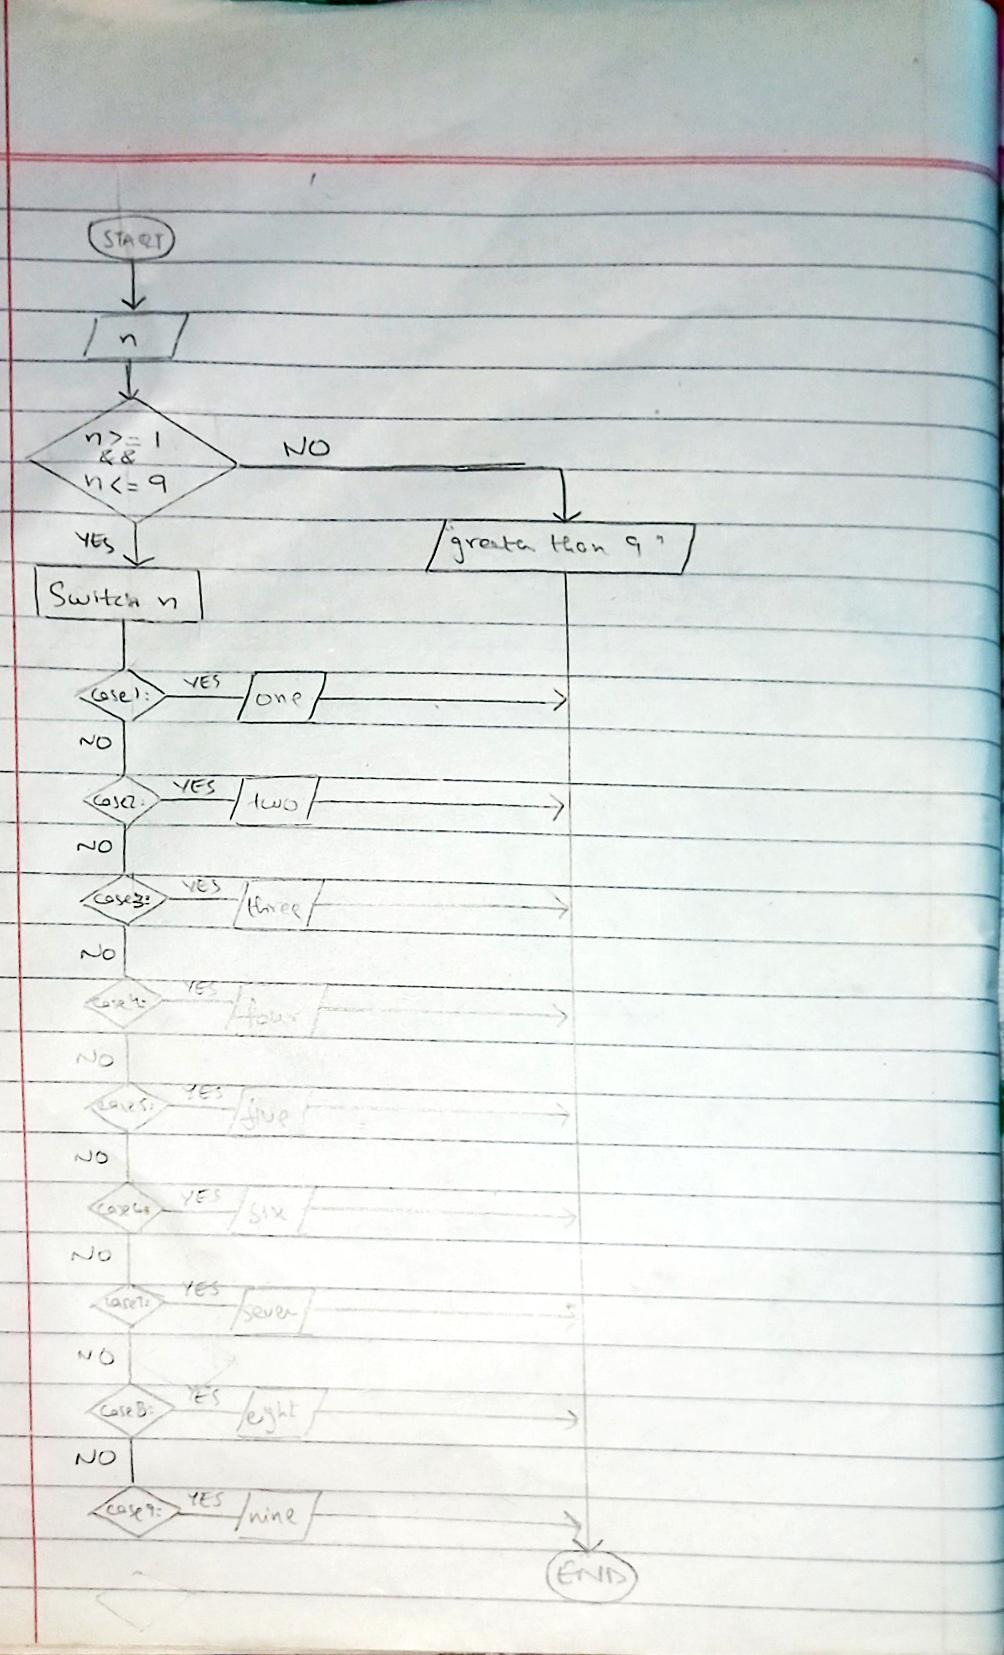 START
n
n>= 1
&&
n<= 9
NO
YES
"greater than 9"
Switch n
case1:
YES
one
NO
case2:
YES
two
NO
case3:
YES
three
NO
case4:
YES
four
NO
case5:
YES
five
NO
case6:
YES
six
NO
case7:
YES
seven
NO
case8:
YES
eight
NO
case9:
YES
nine
END